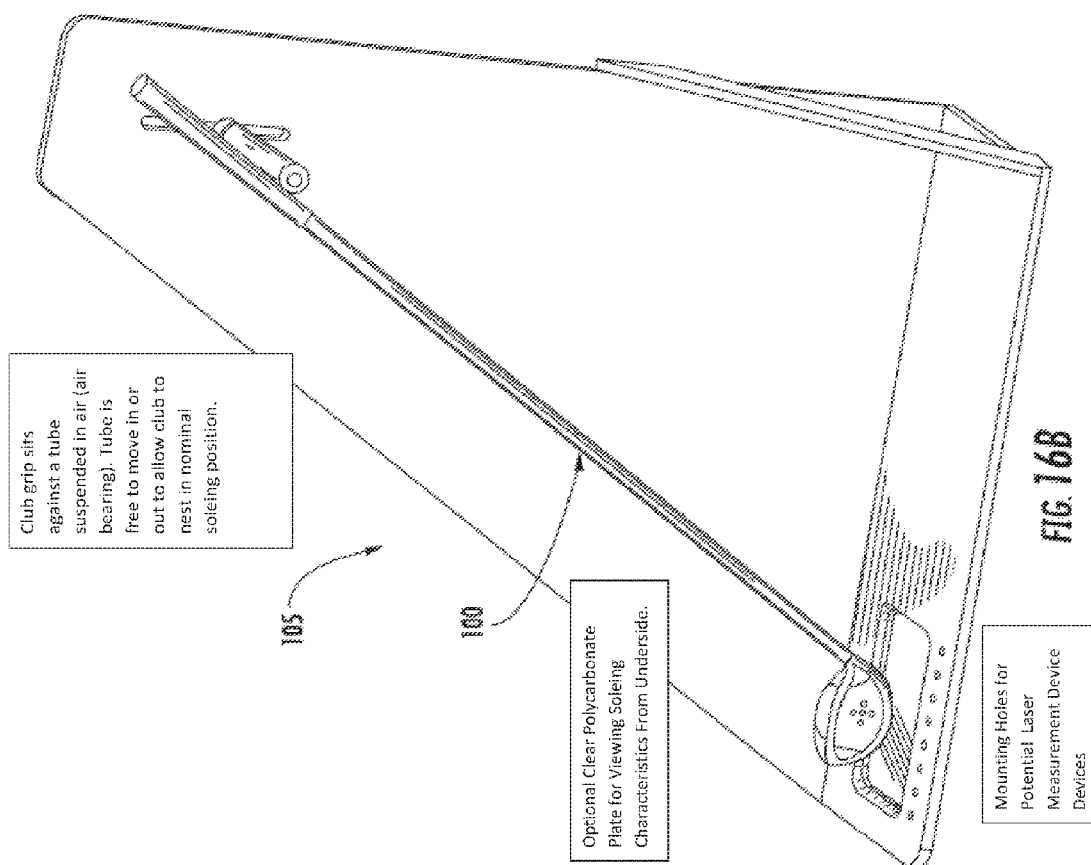 Club grip sits
against a tube
suspended in air (air
bearing). Tube is
free to move in or
out to allow club to
nest in nominal
soleing position.
105
100
Optional Clear Polycarbonate
Plate for Viewing Soleing
Characteristics From Underside.
Mounting Holes for
Potential Laser
Measurement Device
Devices
FIG. 16B